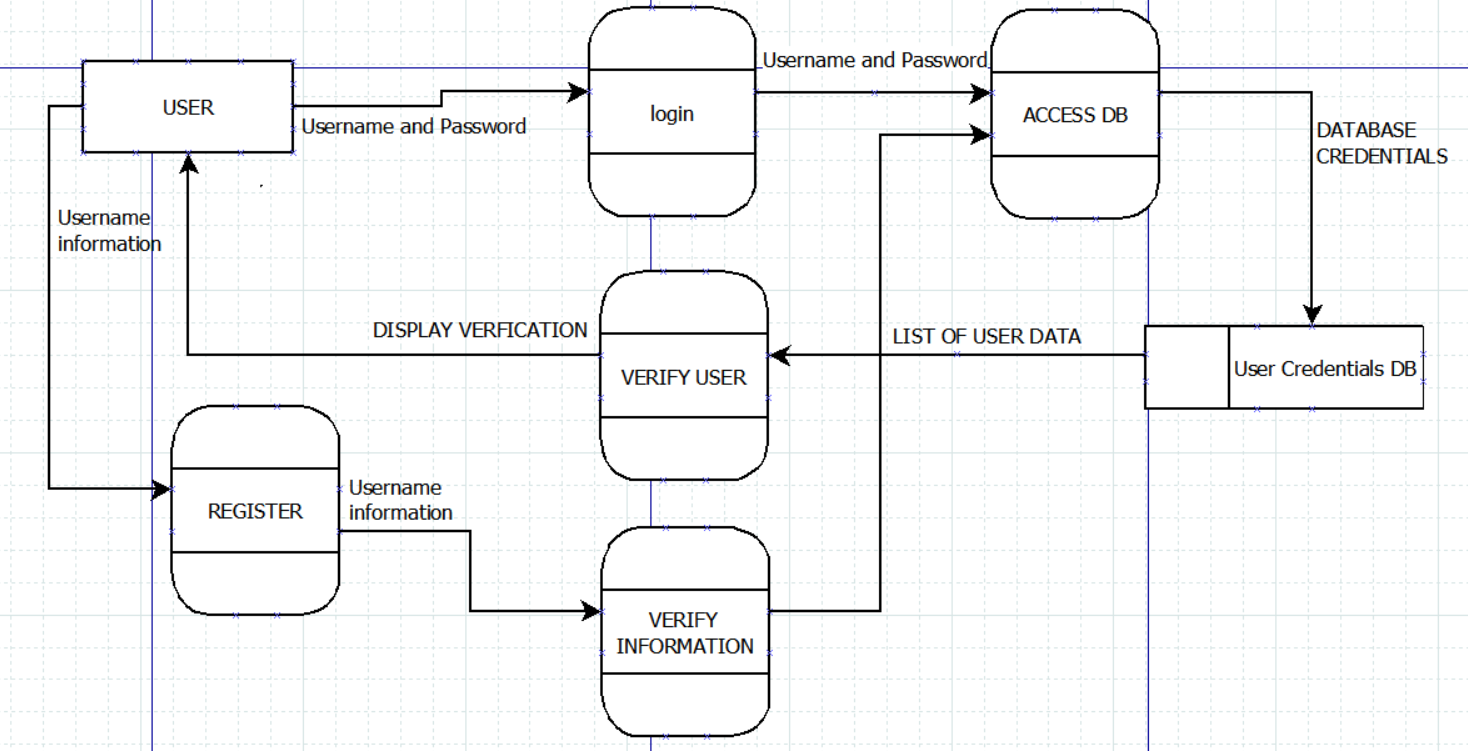 USER
Username and Password
login
Username and Password
ACCESS DB
DATABASE
CREDENTIALS
Username
information
DISPLAY VERFICATION
VERIFY USER
LIST OF USER DATA
User Credentials DB
REGISTER
Username
information
VERIFY
INFORMATION